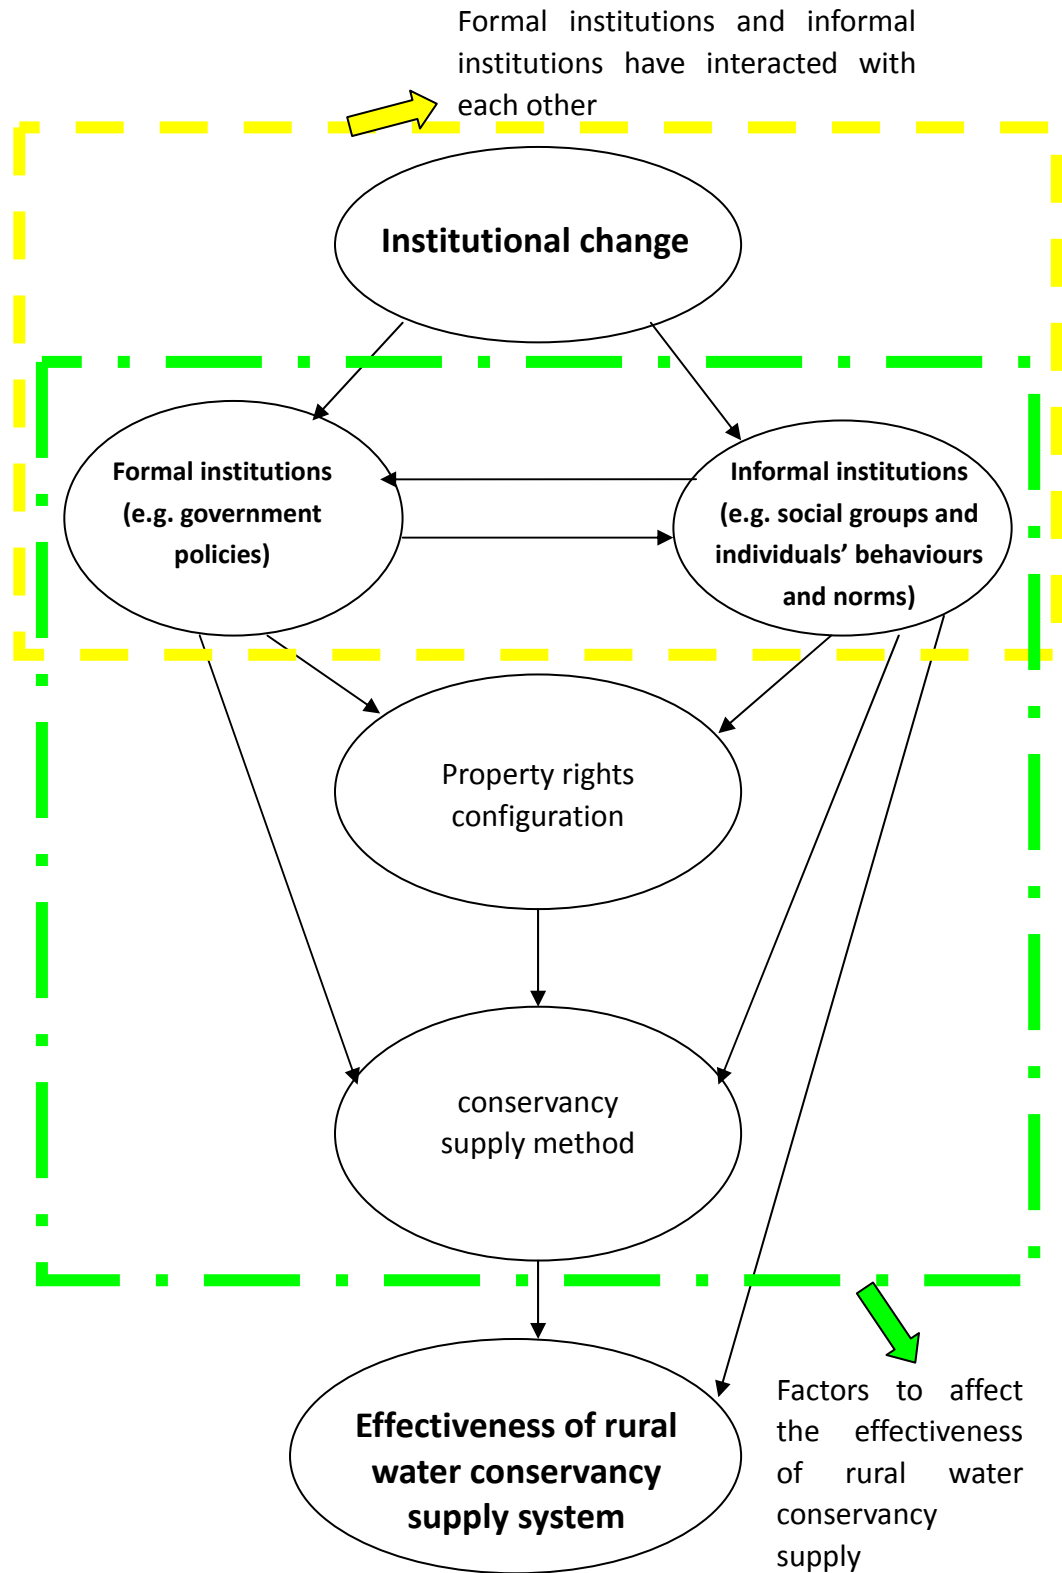 Formal institutions and informal
institutions have interacted with
each other
Institutional change
Formal institutions
(e.g. government
policies)
Informal institutions
(e.g. social groups and
individuals’ behaviours
and norms)
Property rights
configuration
conservancy
supply method
Effectiveness of rural
water conservancy
supply system
Factors to affect
the effectiveness
of rural water
conservancy
supply